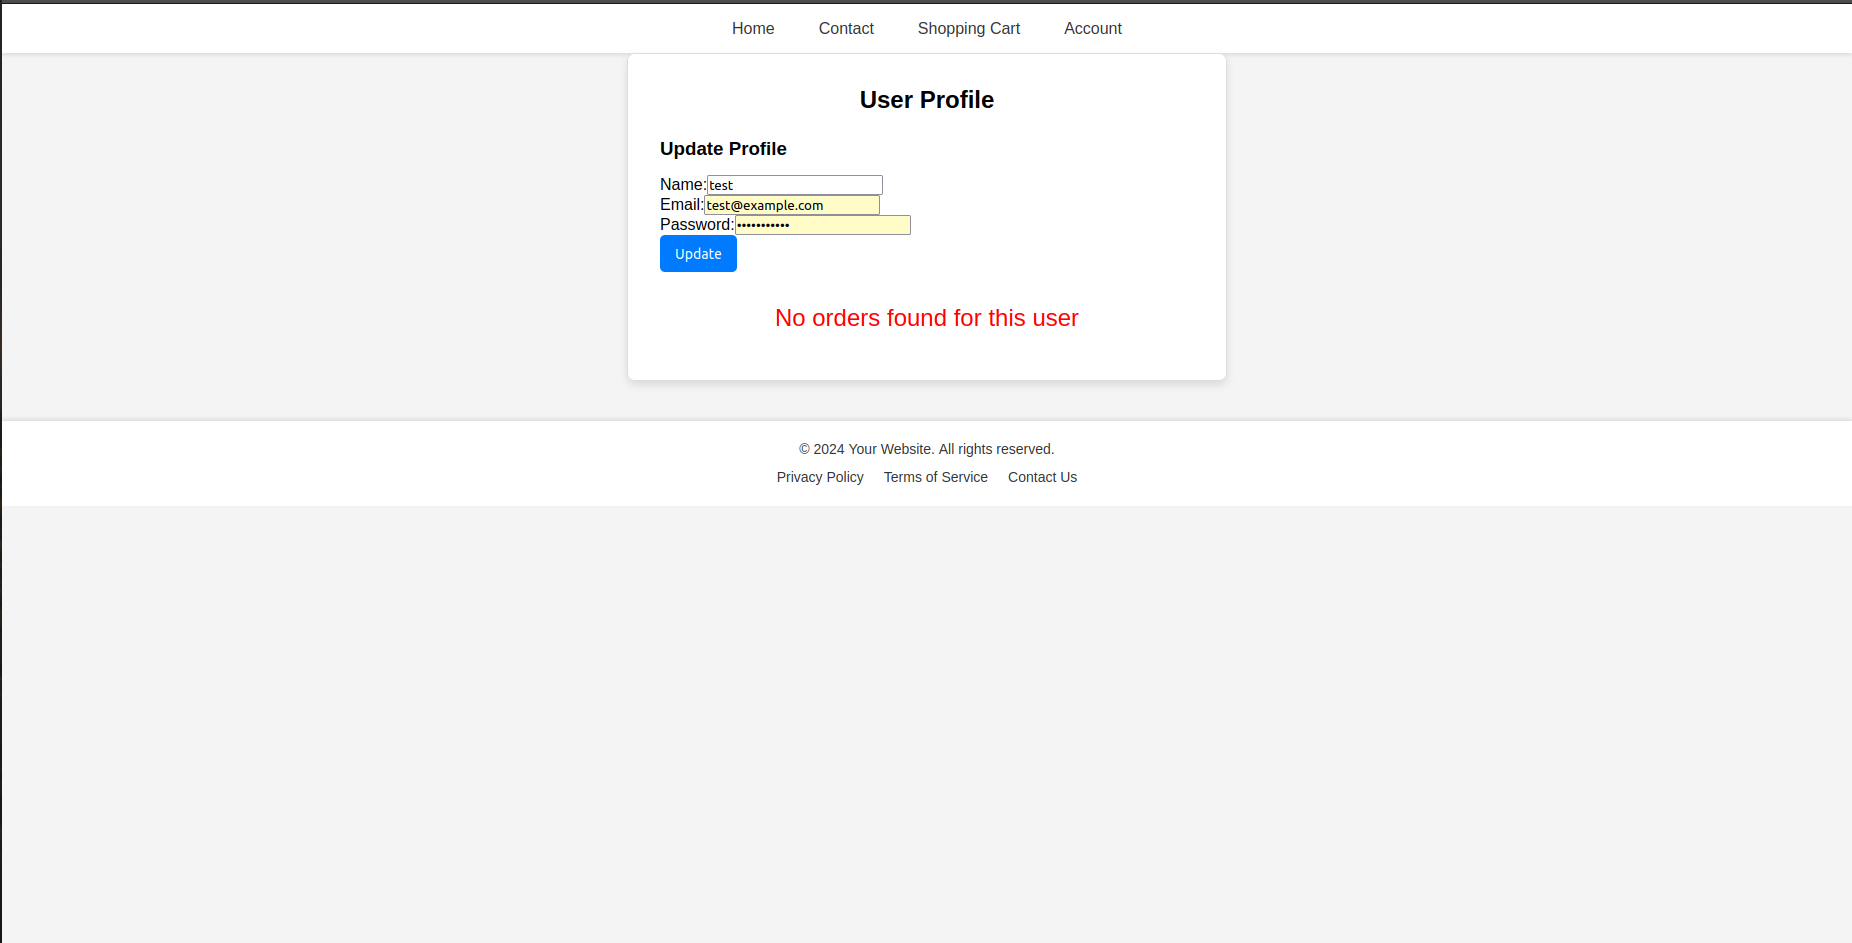 Home Contact Shopping Cart Account
User Profile
Update Profile
Name: test
Email: test@example.com
Password: •••••••••••
Update
No orders found for this user
© 2024 Your Website. All rights reserved.
Privacy Policy Terms of Service Contact Us